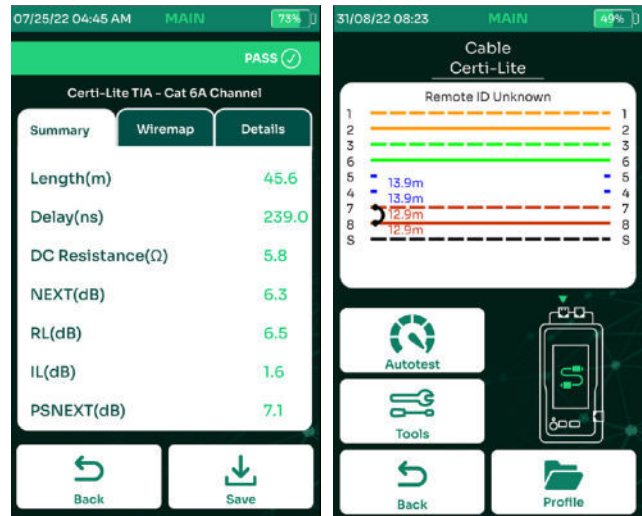 07/25/22 04:45 AM MAIN 73%
PASS
Certi-Lite TIA - Cat 6A Channel
Summary Wiremap Details
Length(m) 45.6
Delay(ns) 239.0
DC Resistance(Ω) 5.8
NEXT(dB) 6.3
RL(dB) 6.5
IL(dB) 1.6
PSNEXT(dB) 7.1
Back Save
31/08/22 08:23 MAIN 49%
Cable
Certi-Lite
Remote ID Unknown
1 1
2 2
3 3
6 6
5 13.9m 5
4 13.9m 4
7 12.9m 7
8 12.9m 8
S S
Autotest
Tools
Back Profile